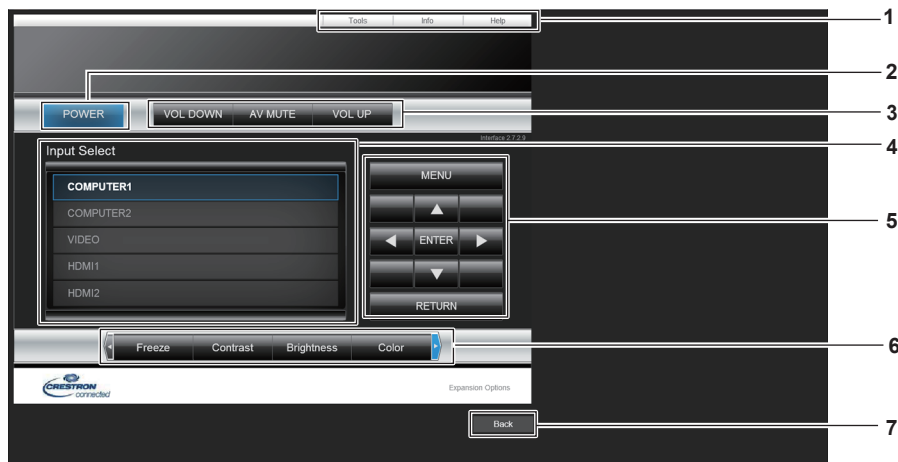 Tools Info Help 1
2
POWER VOL DOWN AV MUTE VOL UP 3
Interface 2.7.2.9
Input Select 4
MENU
COMPUTER1
COMPUTER2
5
VIDEO ENTER
HDMI1
HDMI2
RETURN
Freeze Contrast Brightness Color 6
CRESTRON
connected
Expansion Options
Back 7